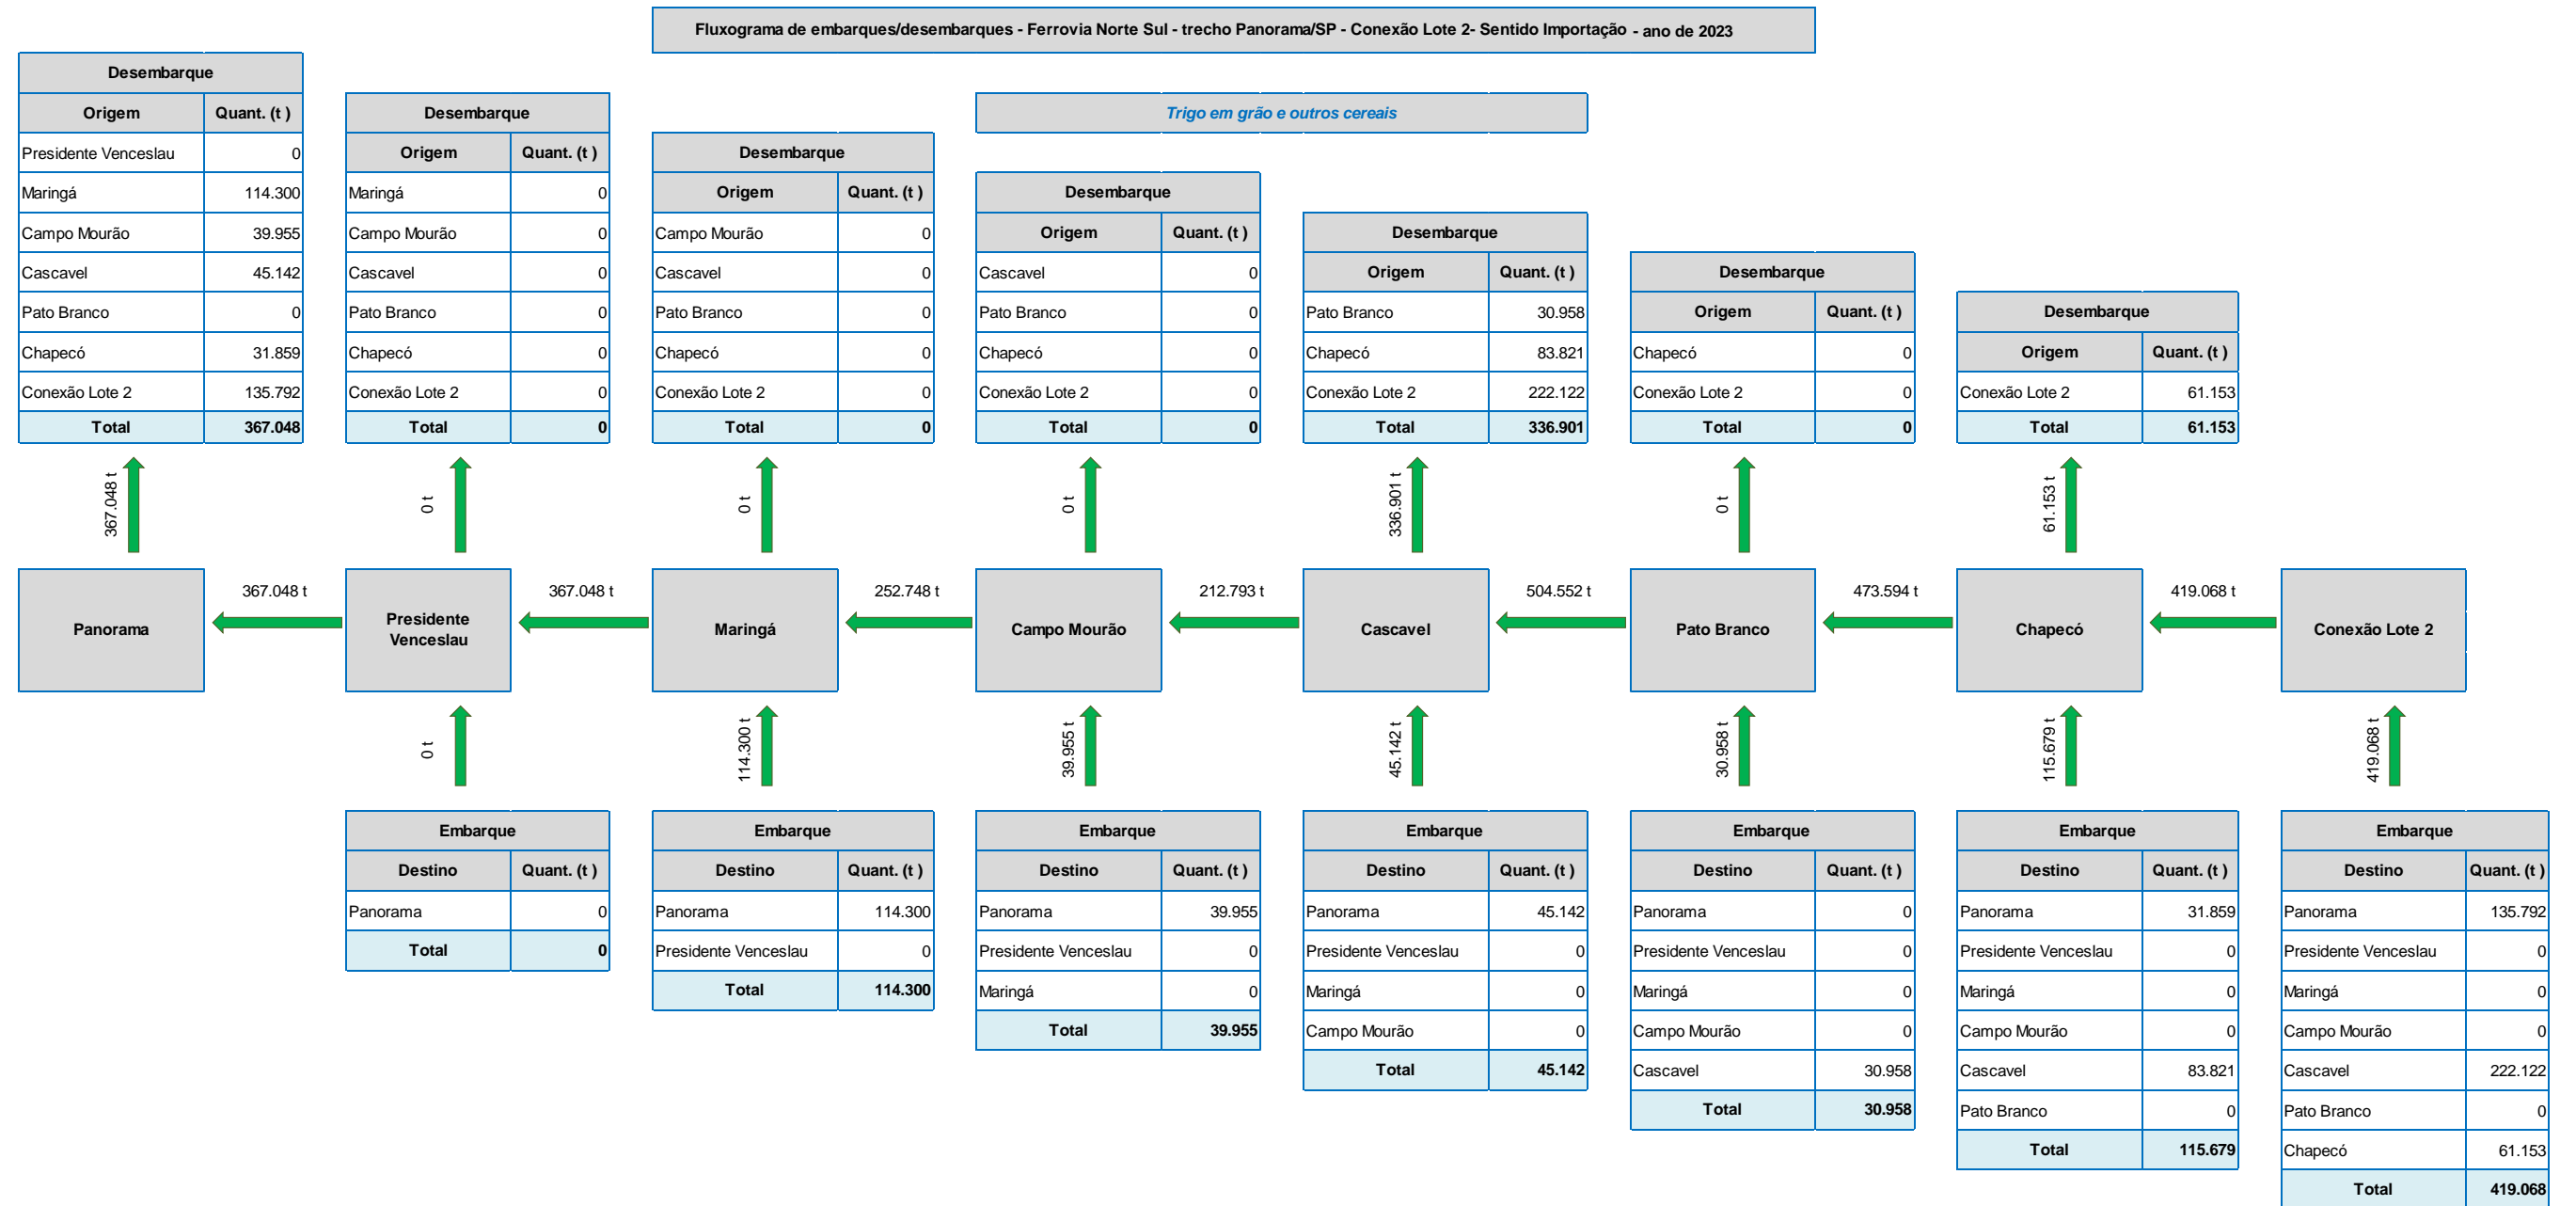 Fluxograma de embarques/desembarques - Ferrovia Norte Sul - trecho Panorama/SP - Conexão Lote 2- Sentido Importação - ano de 2023
Trigo em grão e outros cereais
Desembarque
Origem Quant. (t )
Presidente Venceslau 0
Maringá 114.300
Campo Mourão 39.955
Cascavel 45.142
Pato Branco 0
Chapecó 31.859
Conexão Lote 2 135.792
Total 367.048
Desembarque
Origem Quant. (t )
Maringá 0
Campo Mourão 0
Cascavel 0
Pato Branco 0
Chapecó 0
Conexão Lote 2 0
Total 0
Desembarque
Origem Quant. (t )
Campo Mourão 0
Cascavel 0
Pato Branco 0
Chapecó 0
Conexão Lote 2 0
Total 0
Desembarque
Origem Quant. (t )
Cascavel 0
Pato Branco 0
Chapecó 0
Conexão Lote 2 0
Total 0
Desembarque
Origem Quant. (t )
Pato Branco 30.958
Chapecó 83.821
Conexão Lote 2 222.122
Total 336.901
Desembarque
Origem Quant. (t )
Chapecó 0
Conexão Lote 2 0
Total 0
Desembarque
Origem Quant. (t )
Conexão Lote 2 61.153
Total 61.153
367.048 t
0 t
0 t
0 t
336.901 t
0 t
61.153 t
Panorama
367.048 t
Presidente
Venceslau
367.048 t
Maringá
252.748 t
Campo Mourão
212.793 t
Cascavel
504.552 t
Pato Branco
473.594 t
Chapecó
419.068 t
Conexão Lote 2
0 t
114.300 t
39.955 t
45.142 t
30.958 t
115.679 t
419.068 t
Embarque
Destino Quant. (t )
Panorama 0
Total 0
Embarque
Destino Quant. (t )
Panorama 114.300
Presidente Venceslau 0
Total 114.300
Embarque
Destino Quant. (t )
Panorama 39.955
Presidente Venceslau 0
Maringá 0
Total 39.955
Embarque
Destino Quant. (t )
Panorama 45.142
Presidente Venceslau 0
Maringá 0
Campo Mourão 0
Total 45.142
Embarque
Destino Quant. (t )
Panorama 0
Presidente Venceslau 0
Maringá 0
Campo Mourão 0
Cascavel 30.958
Total 30.958
Embarque
Destino Quant. (t )
Panorama 31.859
Presidente Venceslau 0
Maringá 0
Campo Mourão 0
Cascavel 83.821
Pato Branco 0
Total 115.679
Embarque
Destino Quant. (t )
Panorama 135.792
Presidente Venceslau 0
Maringá 0
Campo Mourão 0
Cascavel 222.122
Pato Branco 0
Chapecó 61.153
Total 419.068